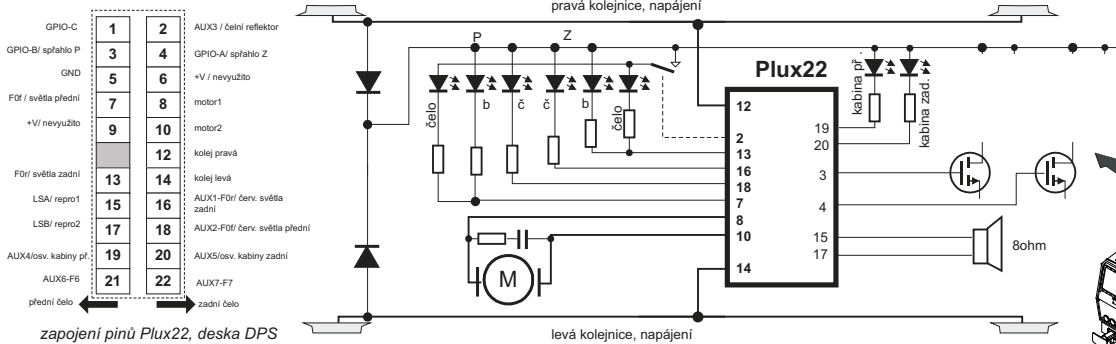 GPIO-C 1 2 AUX3 / čelní reflektor
GPIO-B/ spřahlo P 3 4 GPIO-A/ spřahlo Z
GND 5 6 +V / nevyužito
F0f / světla přední 7 8 motor1
+V/ nevyužito 9 10 motor2
12 kolej pravá
F0r/ světla zadní 13 14 kolej levá
LSA/ repro1 15 16 AUX1-F0r/ červ. světla
zadní
LSB/ repro2 17 18 AUX2-F0f/ červ. světla přední
AUX4/osv. kabiny př. 19 20 AUX5/osv kabiny zadní
AUX6-F6 21 22 AUX7-F7
přední čelo
zadní čelo
zapojení pinů Plux22, deska DPS
pravá kolejnice, napájení
P
Z
čelo
b
č
č
b
čelo
Plux22
12
2
13
16
18
7
8
10
14
19
20
3
4
15
17
kabina př.
kabina zad.
M
8ohm
levá kolejnice, napájení